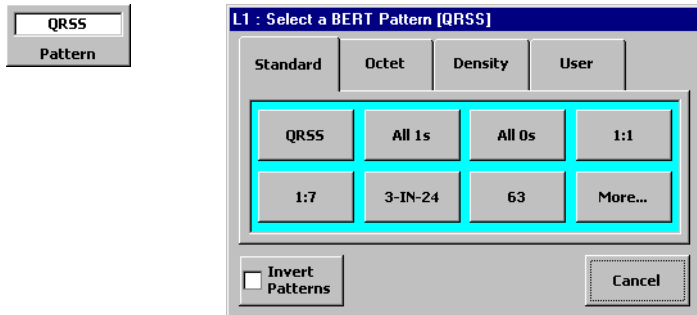 QRSS
Pattern
L1 : Select a BERT Pattern [QRSS]
Standard Octet Density User
QRSS All 1s All 0s 1:1
1:7 3-IN-24 63 More...
Invert
Patterns
Cancel